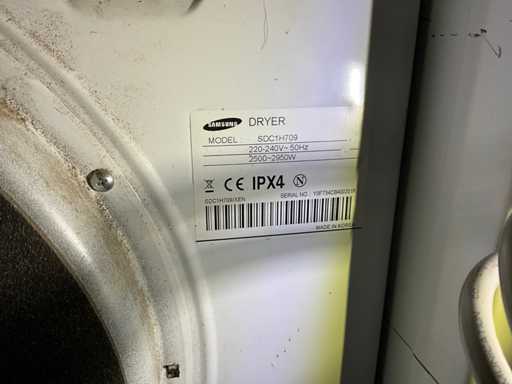 SAMSUNG DRYER
MODEL SDC1H709
220-240V~ 50Hz
2500-2950W
CE IPX4 N
SDC1H709/XEN SERIAL NO.
MADE IN KOREA